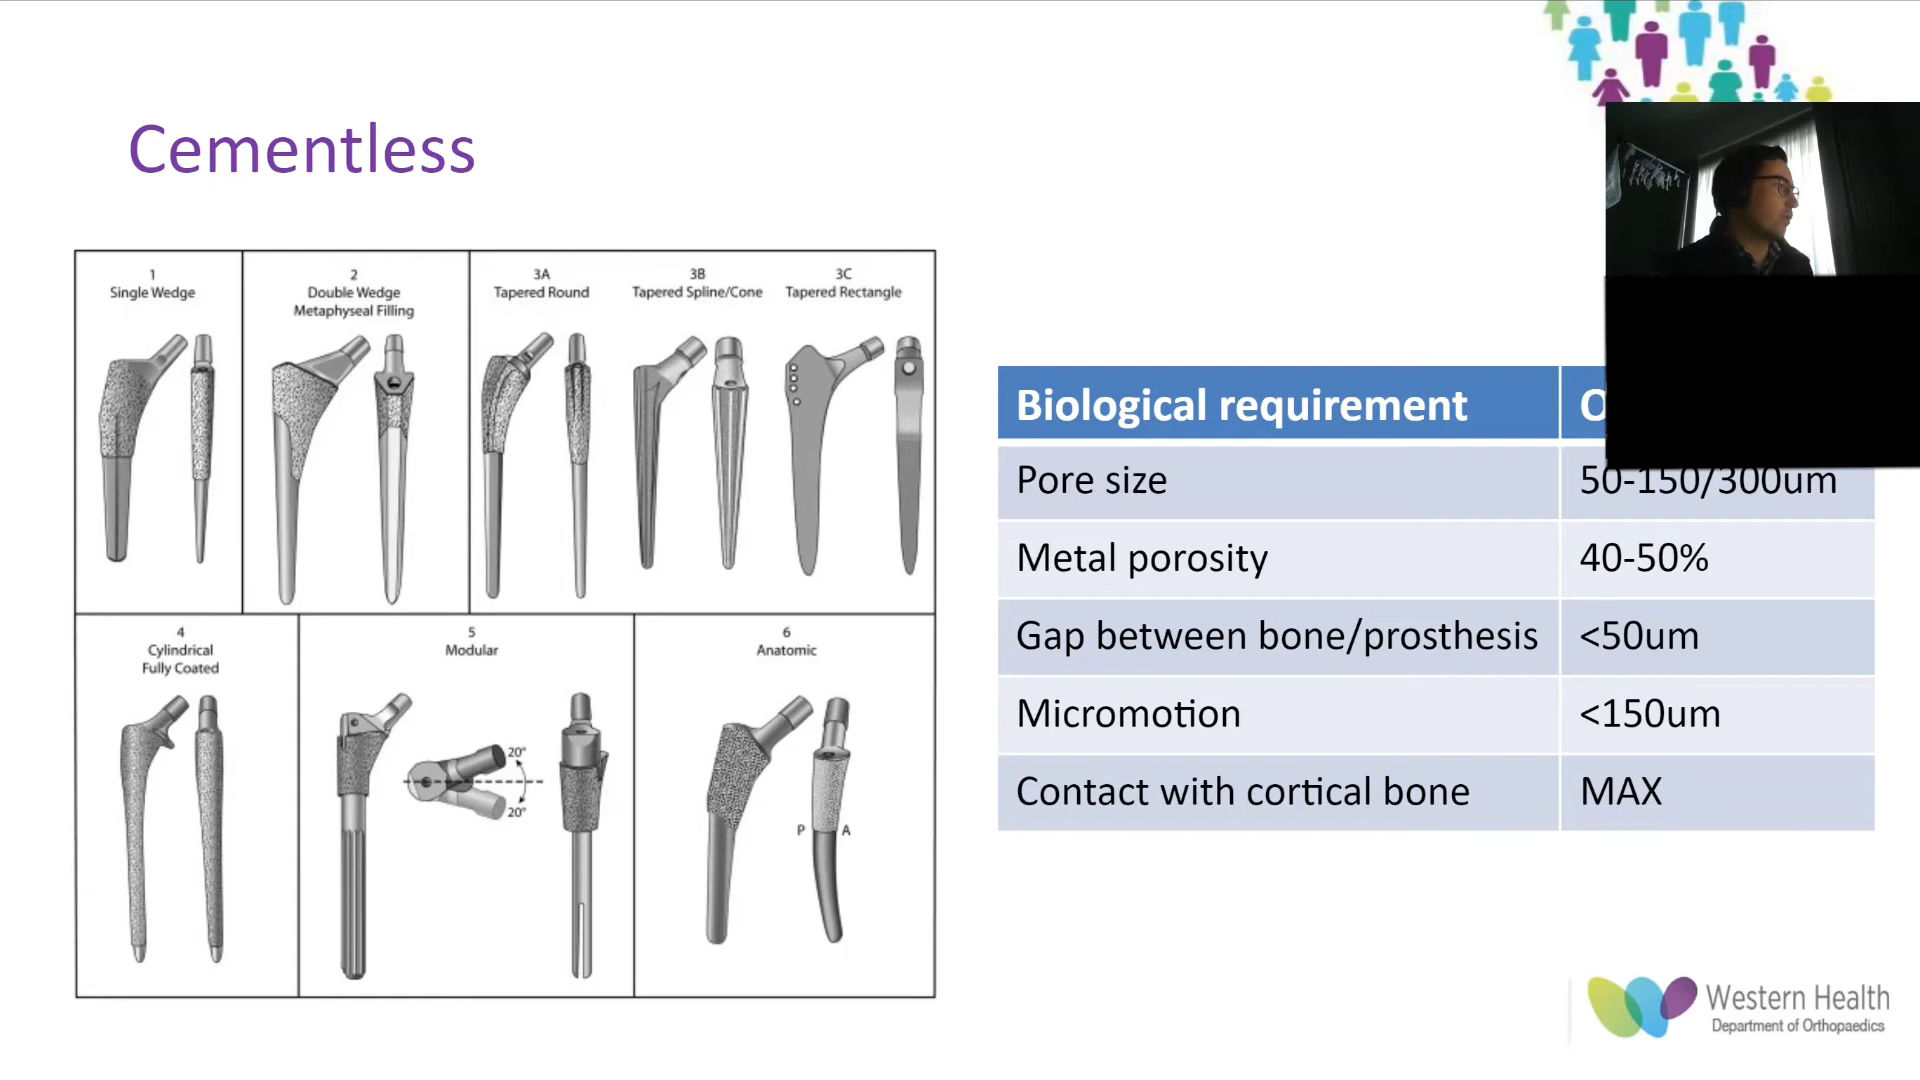 Cementless
1
Single Wedge
2
Double Wedge
Metaphyseal Filling
3A
Tapered Round
3B
Tapered Spline/Cone
3C
Tapered Rectangle
4
Cylindrical
Fully Coated
5
Modular
20°
20°
6
Anatomic
P A
Biological requirement
Pore size 50-150/300um
Metal porosity 40-50%
Gap between bone/prosthesis <50um
Micromotion <150um
Contact with cortical bone MAX
Western Health
Department of Orthopaedics